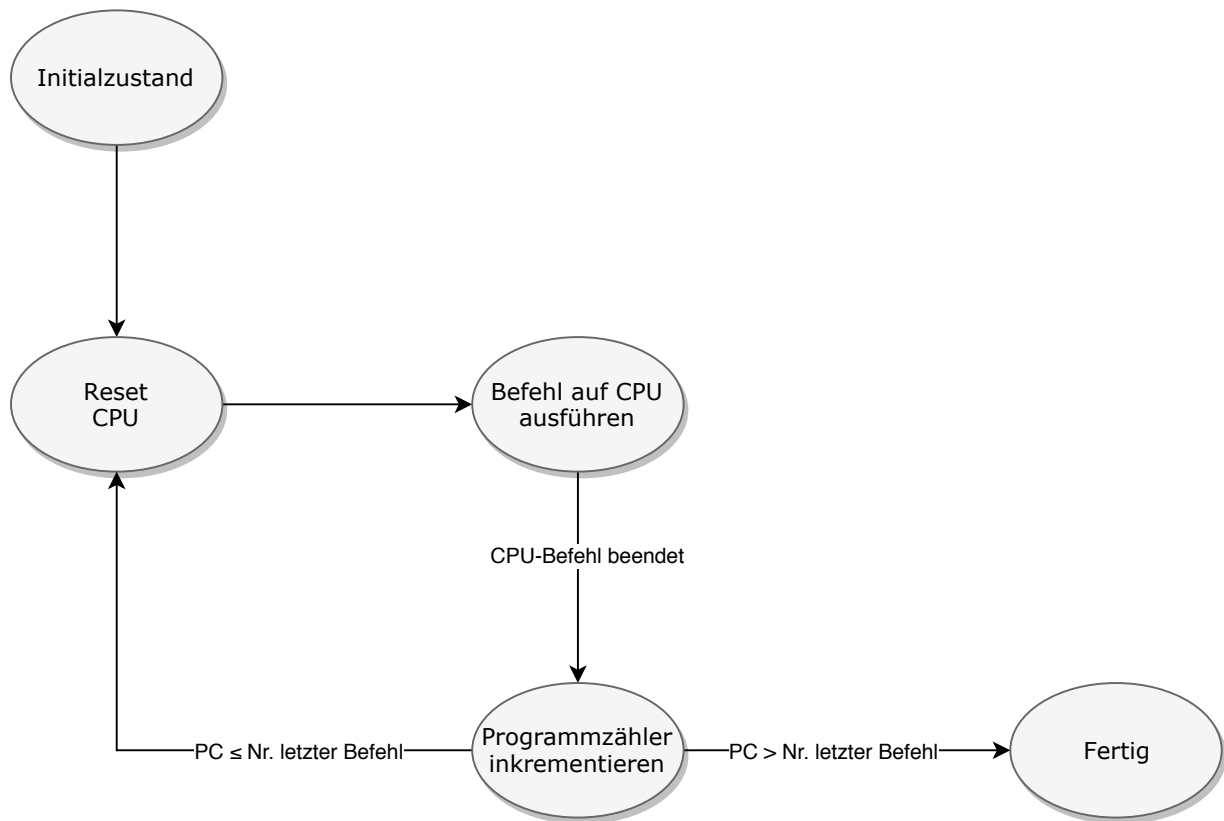 Initialzustand
Reset
CPU
Befehl auf CPU
ausführen
CPU-Befehl beendet
PC ≤ Nr. letzter Befehl
Programmzähler
inkrementieren
PC > Nr. letzter Befehl
Fertig